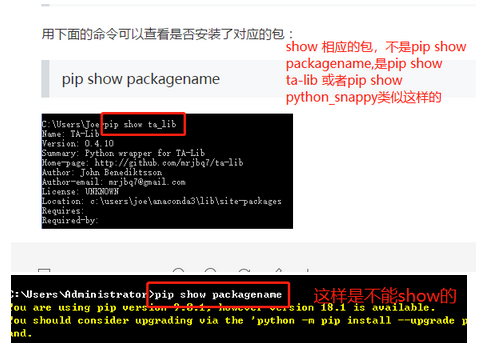 用下面的命令可以查看是否安装了对应的包：
show 相应的包，不是pip show
packagename,是pip show
ta-lib 或者pip show
python_snappy类似这样的
pip show packagename
C:\Users\Joe>pip show ta_lib
Name: TA-Lib
Version: 0.4.10
Summary: Python wrapper for TA-Lib
Home-page: http://github.com/mrjbq7/ta-lib
Author: John Benediktsson
Author-email: mrjbq7@gmail.com
License: UNKNOWN
Location: c:\users\joe\anaconda3\lib\site-packages
Requires:
Required-by:
C:\Users\Administrator>pip show packagename
这样是不能show的
You are using pip version 9.0.1, however version 18.1 is available.
You should consider upgrading via the 'python -m pip install --upgrade p
and.